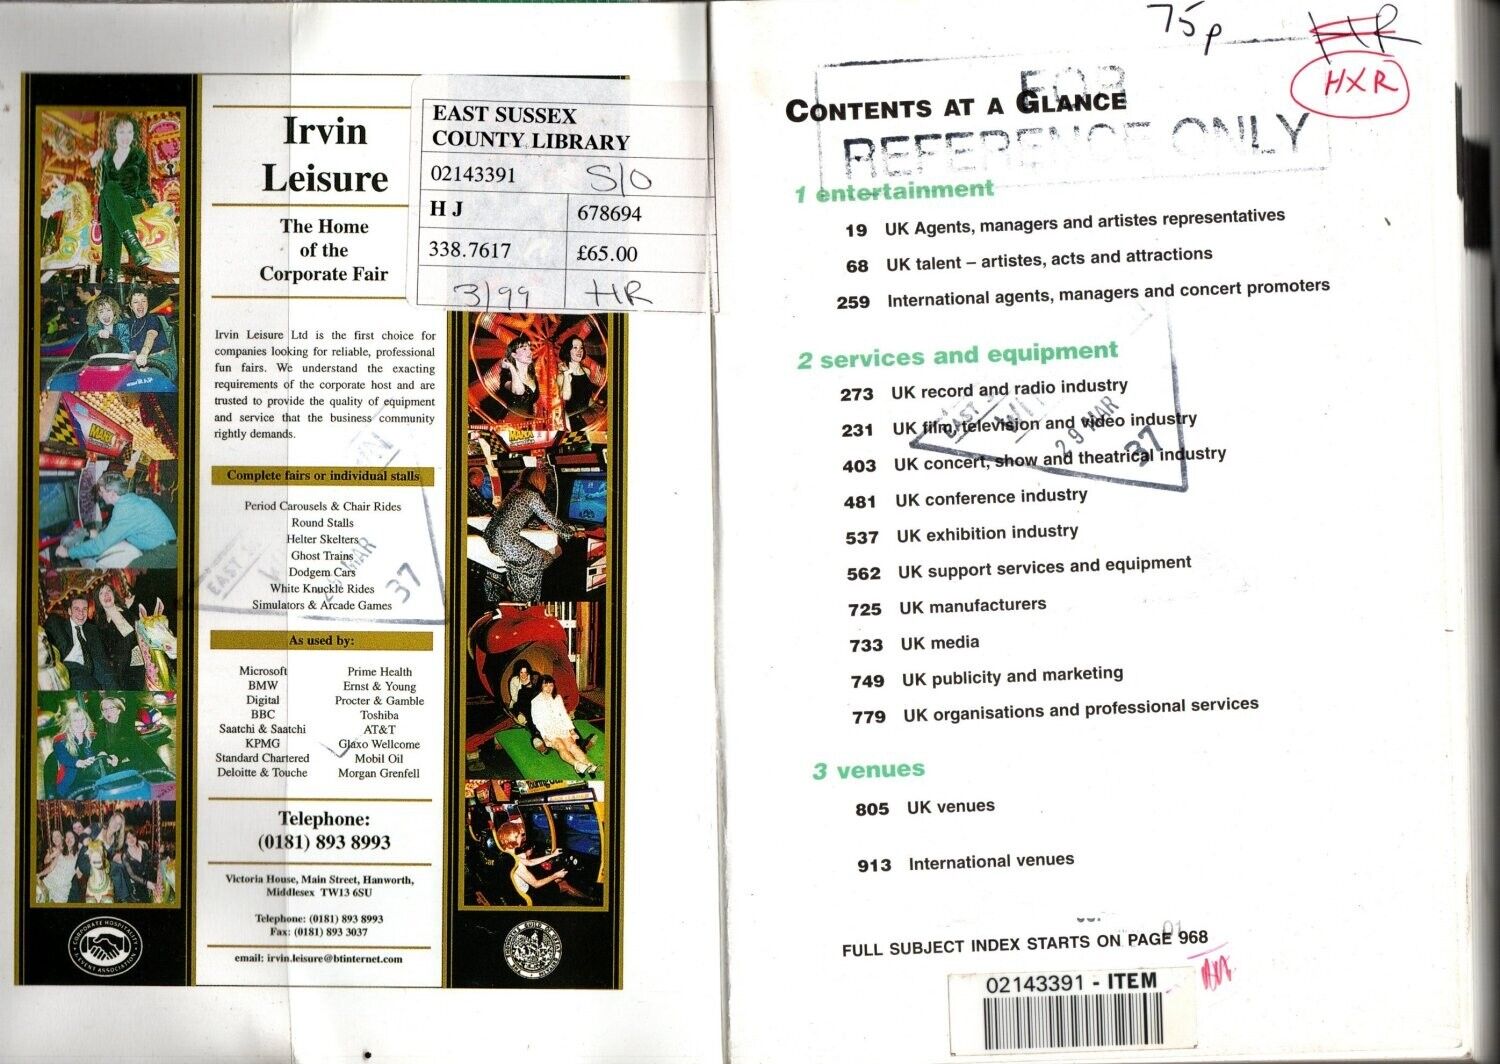 Irvin
Leisure
The Home
of the
Corporate Fair
EAST SUSSEX
COUNTY LIBRARY
02143391 S/O
H J 678694
338.7617 £65.00
3/99 HR
Irvin Leisure Ltd is the first choice for
companies looking for reliable, professional
fun fairs. We understand the exacting
requirements of the corporate host and are
trusted to provide the quality of equipment
and service that the business community
rightly demands.
Complete fairs or individual stalls
Period Carousels & Chair Rides
Round Stalls
Helter Skelters
Ghost Trains
Dodgem Cars
White Knuckle Rides
Simulators & Arcade Games
EAST
MAR
37
As used by:
Microsoft Prime Health
BMW Ernst & Young
Digital Procter & Gamble
BBC Toshiba
Saatchi & Saatchi AT&T
KPMG Glaxo Wellcome
Standard Chartered Mobil Oil
Deloitte & Touche Morgan Grenfell
Telephone:
(0181) 893 8993
Victoria House, Main Street, Hanworth,
Middlesex TW13 6SU
Telephone: (0181) 893 8993
Fax: (0181) 893 3037
email: irvin.leisure@btinternet.com
CORPORATE HOSPITALITY
& EVENT ASSOCIATION
75p HR
HXR
CONTENTS AT A GLANCE
FOR
REFERENCE ONLY
1 entertainment
19 UK Agents, managers and artistes representatives
68 UK talent – artistes, acts and attractions
259 International agents, managers and concert promoters
2 services and equipment
273 UK record and radio industry
231 UK film, television and video industry
403 UK concert, show and theatrical industry
481 UK conference industry
537 UK exhibition industry
562 UK support services and equipment
725 UK manufacturers
733 UK media
749 UK publicity and marketing
779 UK organisations and professional services
EAST
29 MAR
37
3 venues
805 UK venues
913 International venues
FULL SUBJECT INDEX STARTS ON PAGE 968
02143391 - ITEM